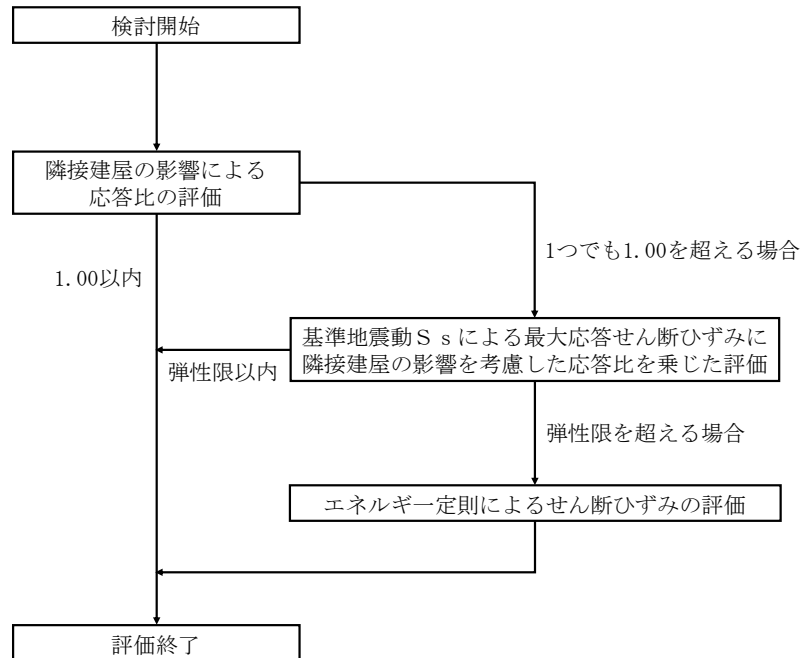 検討開始
隣接建屋の影響による
応答比の評価
1つでも1.00を超える場合
1.00以内
基準地震動Ｓｓによる最大応答せん断ひずみに
隣接建屋の影響を考慮した応答比を乗じた評価
弾性限以内
弾性限を超える場合
エネルギー定則によるせん断ひずみの評価
評価終了